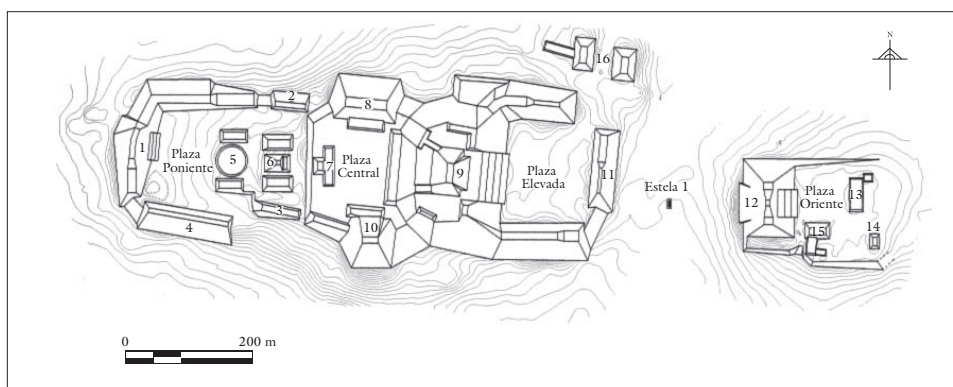 N
16
2
8
1
Plaza
Poniente
5
6
7
Plaza
Central
9
Plaza
Elevada
11
Estela 1
12
Plaza
Oriente
13
3
4
10
15
14
0
200 m